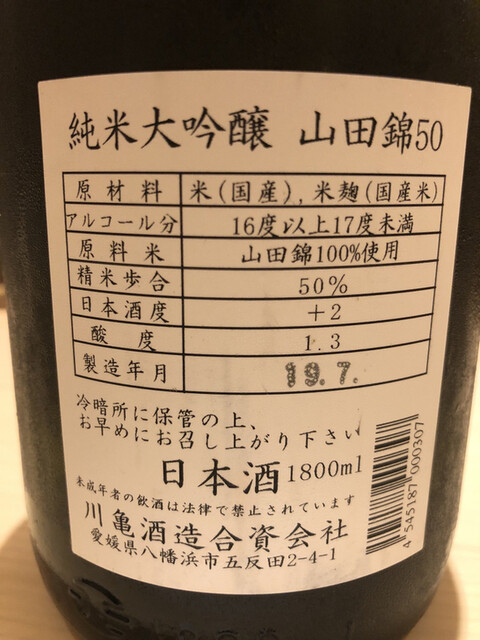 純米大吟醸 山田錦50
原材料 米(国産),米麹(国産米)
アルコール分 16度以上17度未満
原料米 山田錦100%使用
精米歩合 50%
日本酒度 +2
酸度 1.3
製造年月 19.7.
冷暗所に保管の上、
お早めにお召し上がり下さい
日本酒 1800ml
未成年者の飲酒は法律で禁止されています
川亀酒造合資会社
愛媛県八幡浜市五反田2-4-1
4 545187 000307